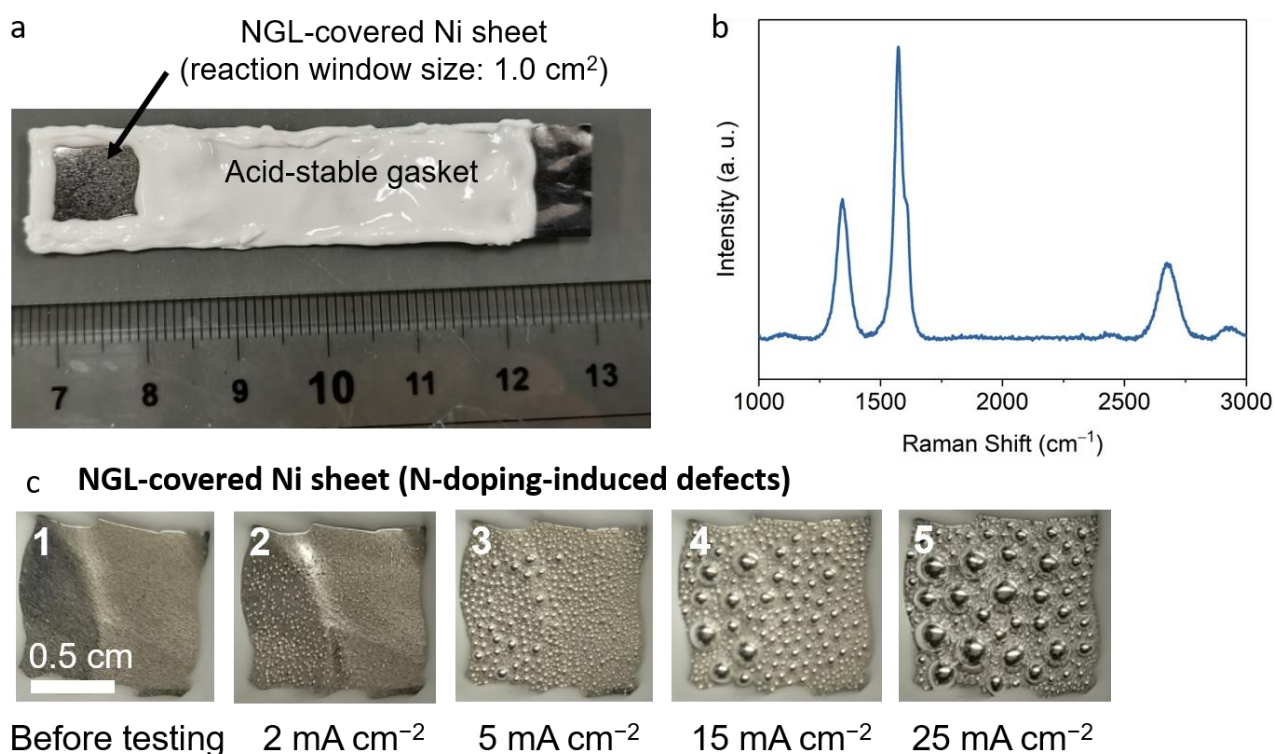 a
NGL-covered Ni sheet
(reaction window size: 1.0 cm²)
Acid-stable gasket
7 8 9 10 11 12 13
b
Intensity (a. u.)
1000 1500 2000 2500 3000
Raman Shift (cm⁻¹)
c NGL-covered Ni sheet (N-doping-induced defects)
1 2 3 4 5
0.5 cm
Before testing 2 mA cm⁻² 5 mA cm⁻² 15 mA cm⁻² 25 mA cm⁻²